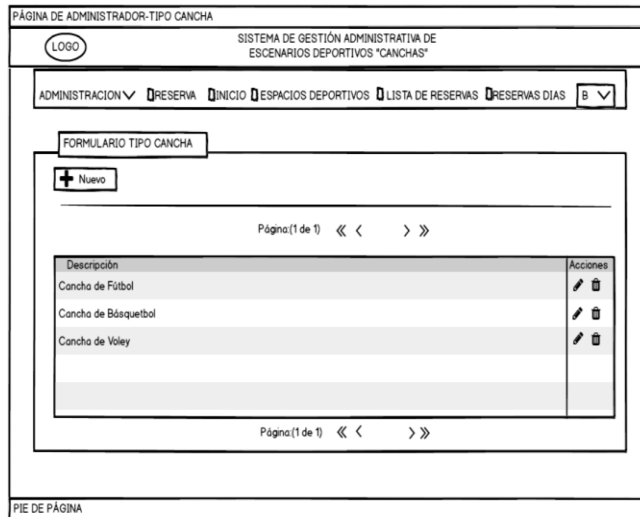 PÁGINA DE ADMINISTRADOR-TIPO CANCHA
LOGO
SISTEMA DE GESTIÓN ADMINISTRATIVA DE
ESCENARIOS DEPORTIVOS "CANCHAS"
ADMINISTRACION RESERVA INICIO ESPACIOS DEPORTIVOS LISTA DE RESERVAS RESERVAS DIAS B
FORMULARIO TIPO CANCHA
Nuevo
Página:(1 de 1) « < > »
Descripción Acciones
Cancha de Fútbol
Cancha de Básquetbol
Cancha de Voley
Página:(1 de 1) « < > »
PIE DE PÁGINA